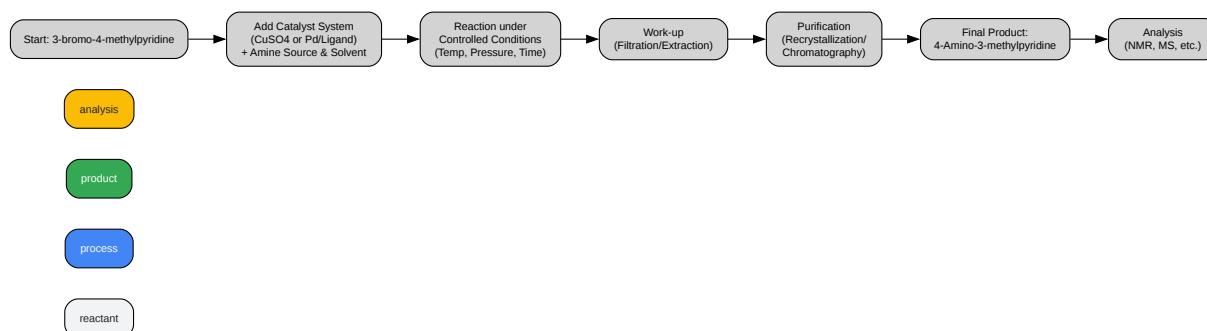 Start: 3-bromo-4-methylpyridine
Add Catalyst System
(CuSO4 or Pd/Ligand)
+ Amine Source & Solvent
Reaction under
Controlled Conditions
(Temp, Pressure, Time)
Work-up
(Filtration/Extraction)
Purification
(Recrystallization/
Chromatography)
Final Product:
4-Amino-3-methylpyridine
Analysis
(NMR, MS, etc.)
analysis
product
process
reactant